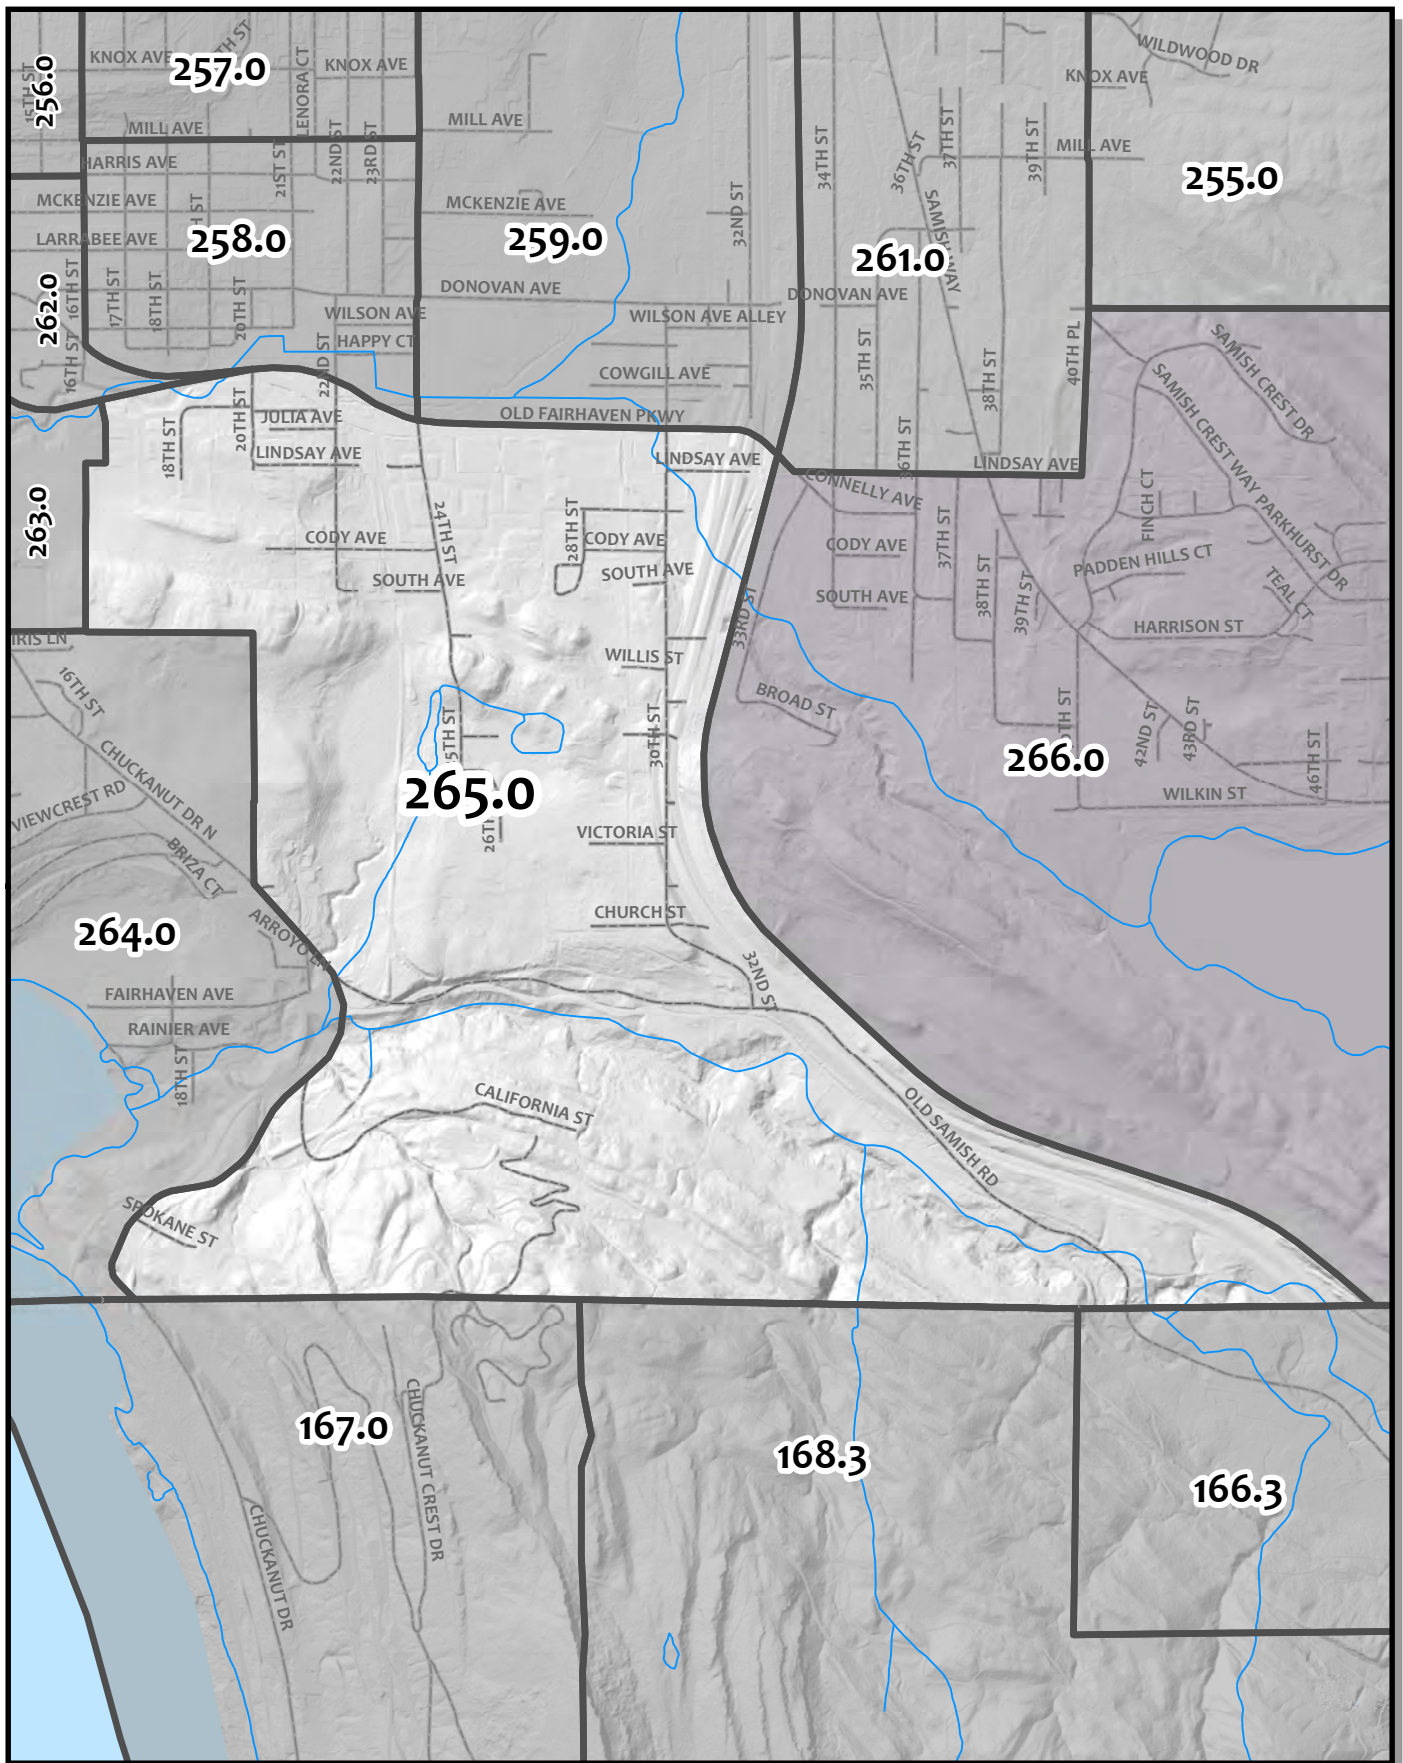 KNOX AVE
257.0
KNOX AVE
LENORA CT
256.0
15TH ST
MILL AVE
22ND ST
23RD ST
HARRIS AVE
21ST ST
MCKENZIE AVE
LARRABEE AVE
258.0
16TH ST
17TH ST
18TH ST
20TH ST
262.0
16TH ST
WILSON AVE
HAPPY CT
22ND ST
MILL AVE
MCKENZIE AVE
259.0
32ND ST
DONOVAN AVE
WILSON AVE ALLEY
COWGILL AVE
OLD FAIRHAVEN PKWY
34TH ST
36TH ST
37TH ST
39TH ST
KNOX AVE
WILDWOOD DR
MILL AVE
255.0
SAMISH WAY
261.0
DONOVAN AVE
35TH ST
38TH ST
40TH PL
36TH ST
LINDSAY AVE
SAMISH CREST DR
SAMISH CREST WAY
PARKHURST DR
FINCH CT
PADDEN HILLS CT
TEAL CT
HARRISON ST
CONNELLY AVE
CODY AVE
37TH ST
38TH ST
39TH ST
SOUTH AVE
33RD ST
BROAD ST
266.0
42ND ST
43RD ST
46TH ST
WILKIN ST
JULIA AVE
20TH ST
18TH ST
LINDSAY AVE
LINDSAY AVE
263.0
24TH ST
CODY AVE
SOUTH AVE
28TH ST
CODY AVE
SOUTH AVE
WILLIS ST
30TH ST
265.0
VICTORIA ST
CHURCH ST
32ND ST
16TH ST
CHUCKANUT DR N
VIEWCREST RD
BRIZA CT
ARROYO LN
264.0
FAIRHAVEN AVE
RAINIER AVE
18TH ST
CALIFORNIA ST
OLD SAMISH RD
SPOKANE ST
167.0
CHUCKANUT CREST DR
CHUCKANUT DR
168.3
166.3